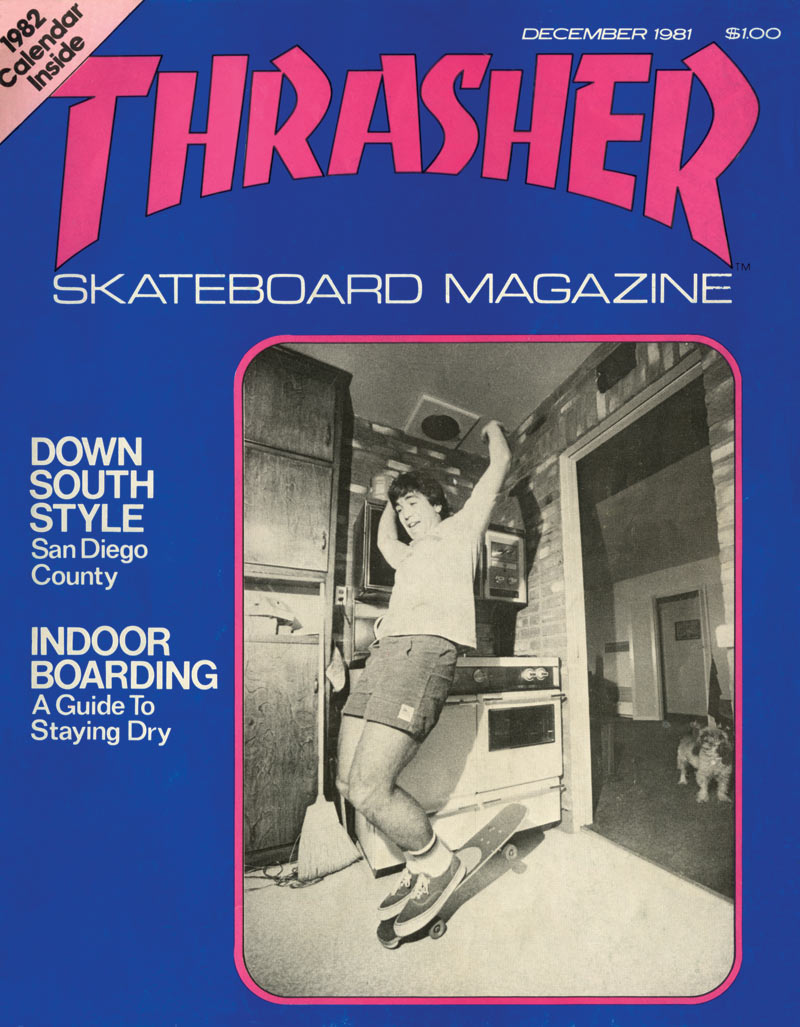 1982
Calendar
Inside
DECEMBER 1981 $1.00
THRASHER
TM
SKATEBOARD MAGAZINE
DOWN
SOUTH
STYLE
San Diego
County
INDOOR
BOARDING
A Guide To
Staying Dry